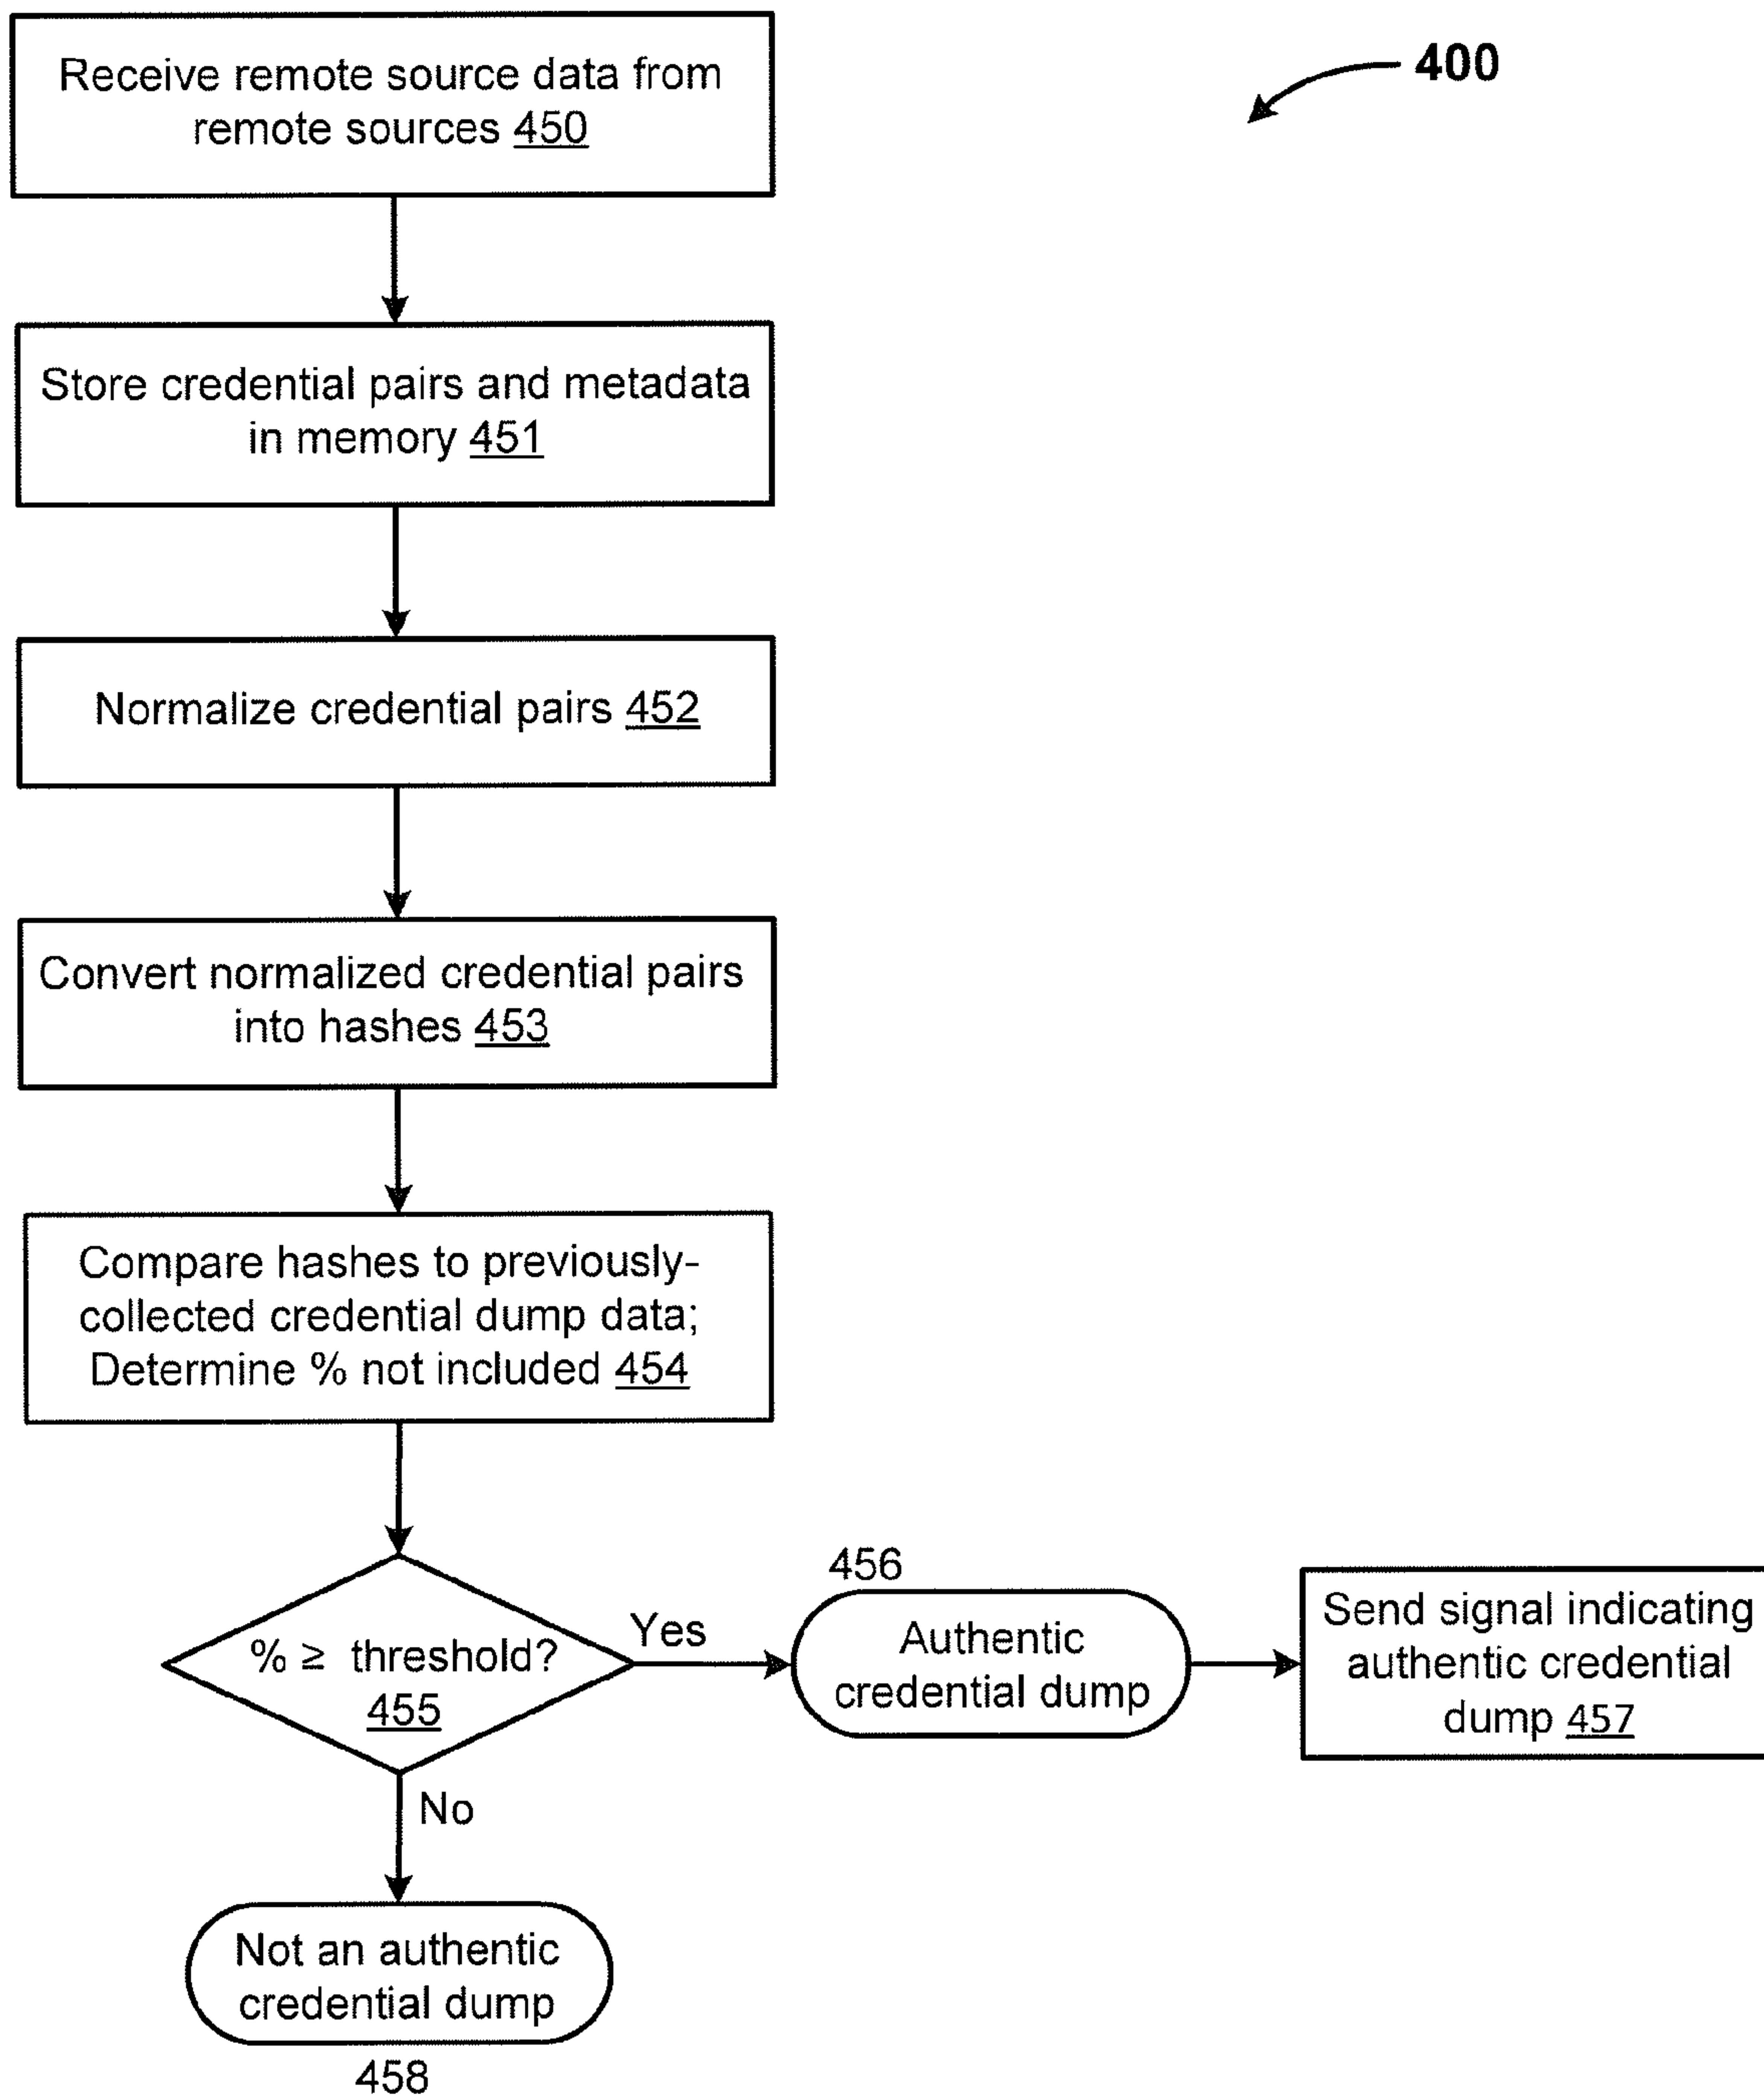 Receive remote source data from
remote sources 450
400
Store credential pairs and metadata
in memory 451
Normalize credential pairs 452
Convert normalized credential pairs
into hashes 453
Compare hashes to previously-
collected credential dump data;
Determine % not included 454
% ≥ threshold?
455
Yes
456
Authentic
credential dump
Send signal indicating
authentic credential
dump 457
No
Not an authentic
credential dump
458